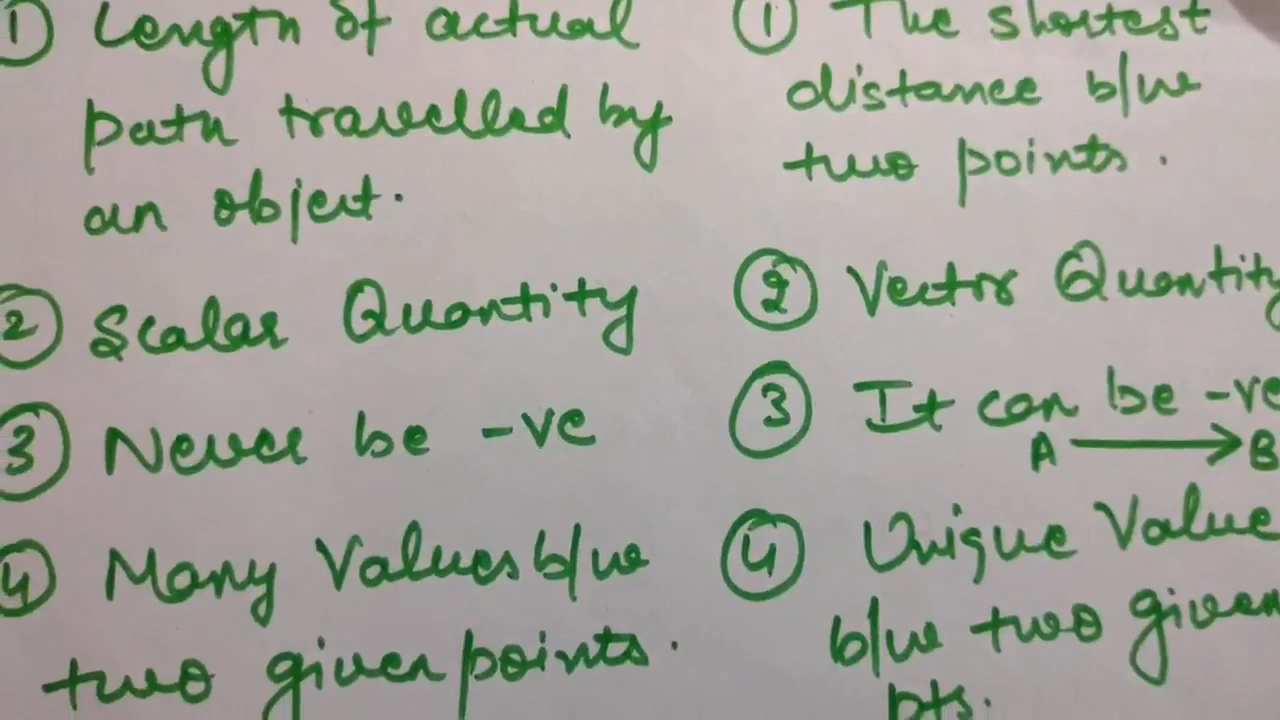 ① Length of actual
path travelled by
an object.
② Scalar Quantity
③ Never be -ve
④ Many Values b/w
two given points.
① The shortest
distance b/w
two points.
② Vector Quantity
③ It can be -ve
A → B
④ Unique Value
b/w two given
pts.